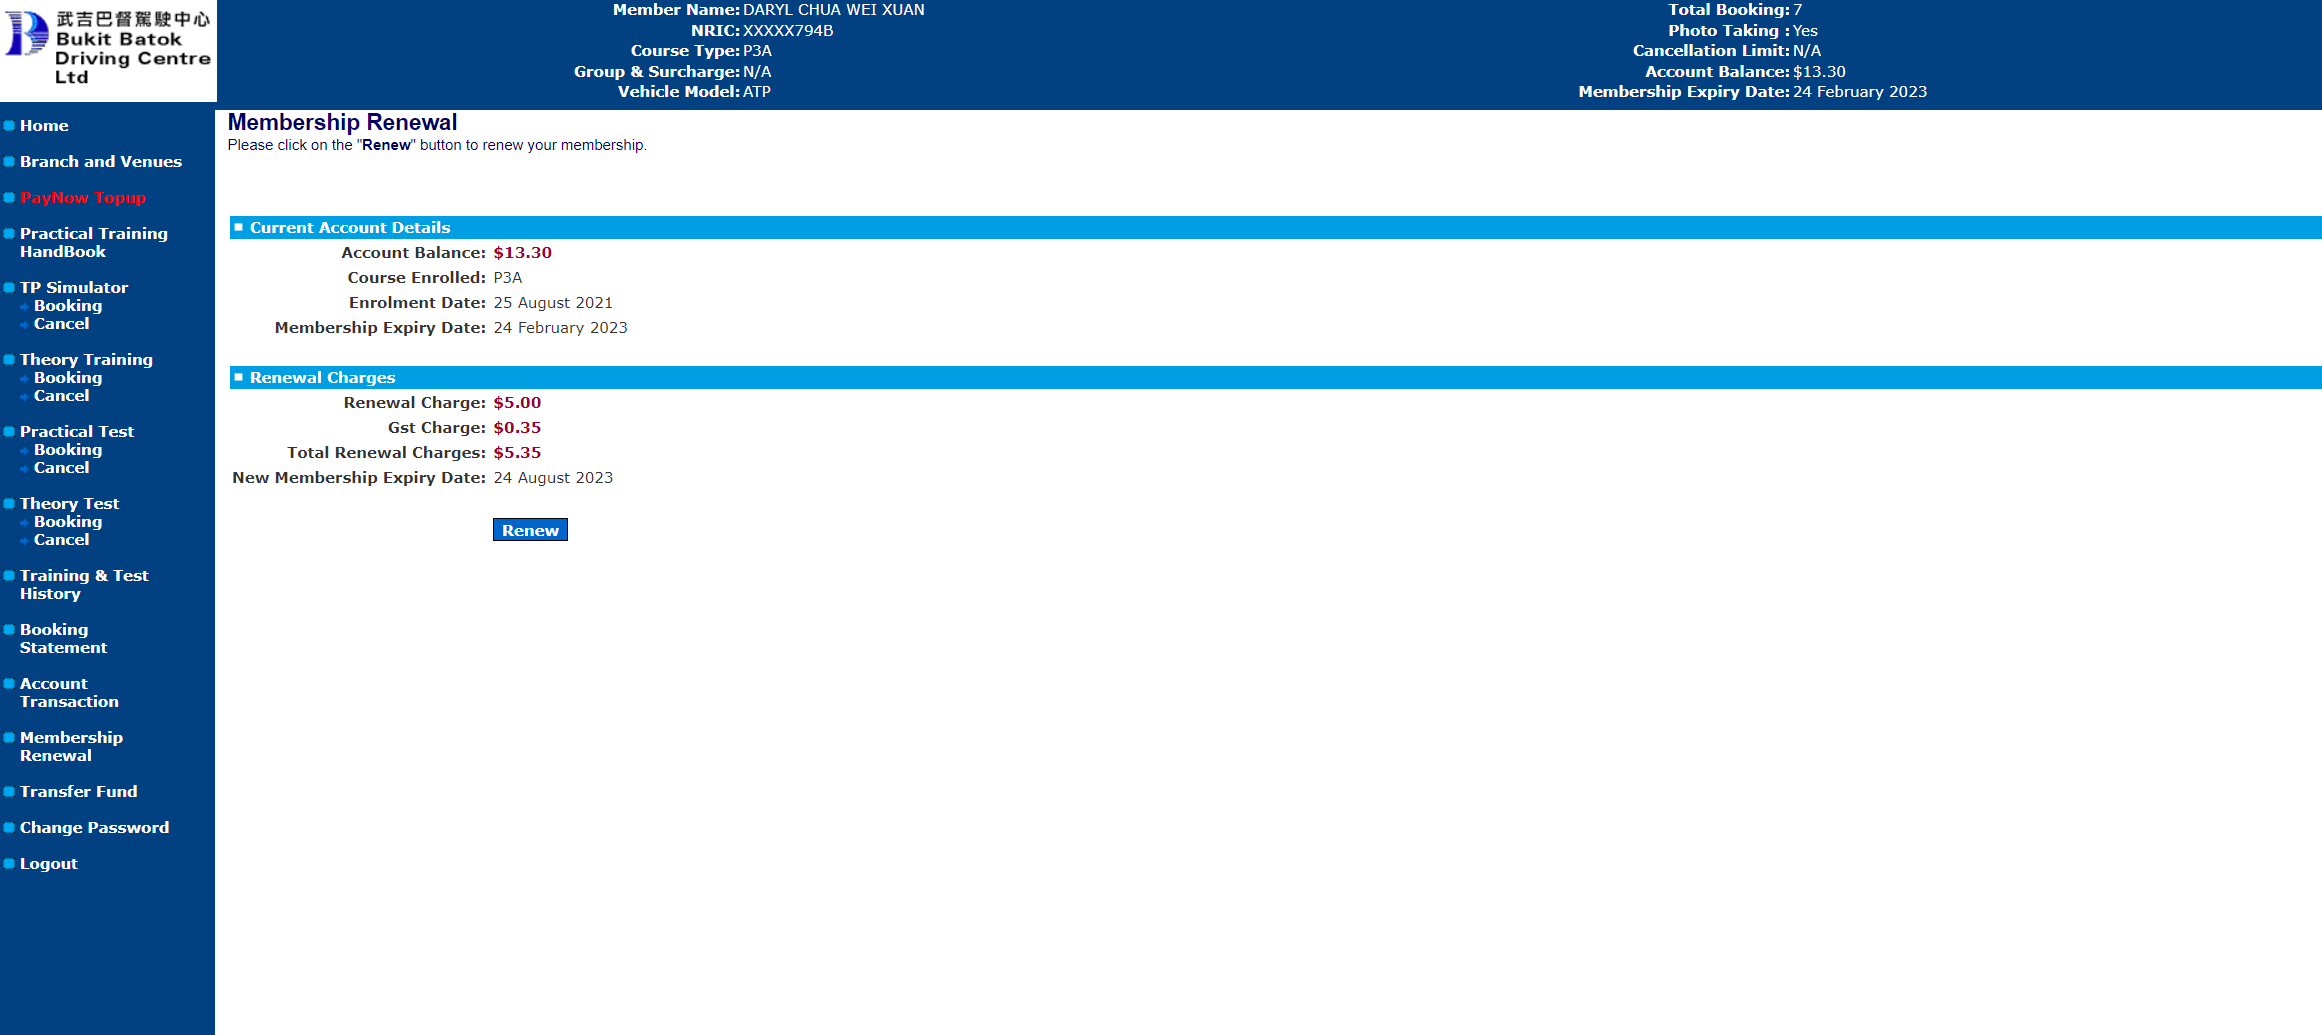 武吉巴督駕駛中心
Bukit Batok
Driving Centre
Ltd
Member Name: DARYL CHUA WEI XUAN
NRIC: XXXXX794B
Course Type: P3A
Group & Surcharge: N/A
Vehicle Model: ATP
Total Booking: 7
Photo Taking : Yes
Cancellation Limit: N/A
Account Balance: $13.30
Membership Expiry Date: 24 February 2023
Home
Branch and Venues
PayNow Topup
Practical Training
HandBook
TP Simulator
Booking
Cancel
Theory Training
Booking
Cancel
Practical Test
Booking
Cancel
Theory Test
Booking
Cancel
Training & Test
History
Booking
Statement
Account
Transaction
Membership
Renewal
Transfer Fund
Change Password
Logout
Membership Renewal
Please click on the "Renew" button to renew your membership.
Current Account Details
Account Balance: $13.30
Course Enrolled: P3A
Enrolment Date: 25 August 2021
Membership Expiry Date: 24 February 2023
Renewal Charges
Renewal Charge: $5.00
Gst Charge: $0.35
Total Renewal Charges: $5.35
New Membership Expiry Date: 24 August 2023
Renew